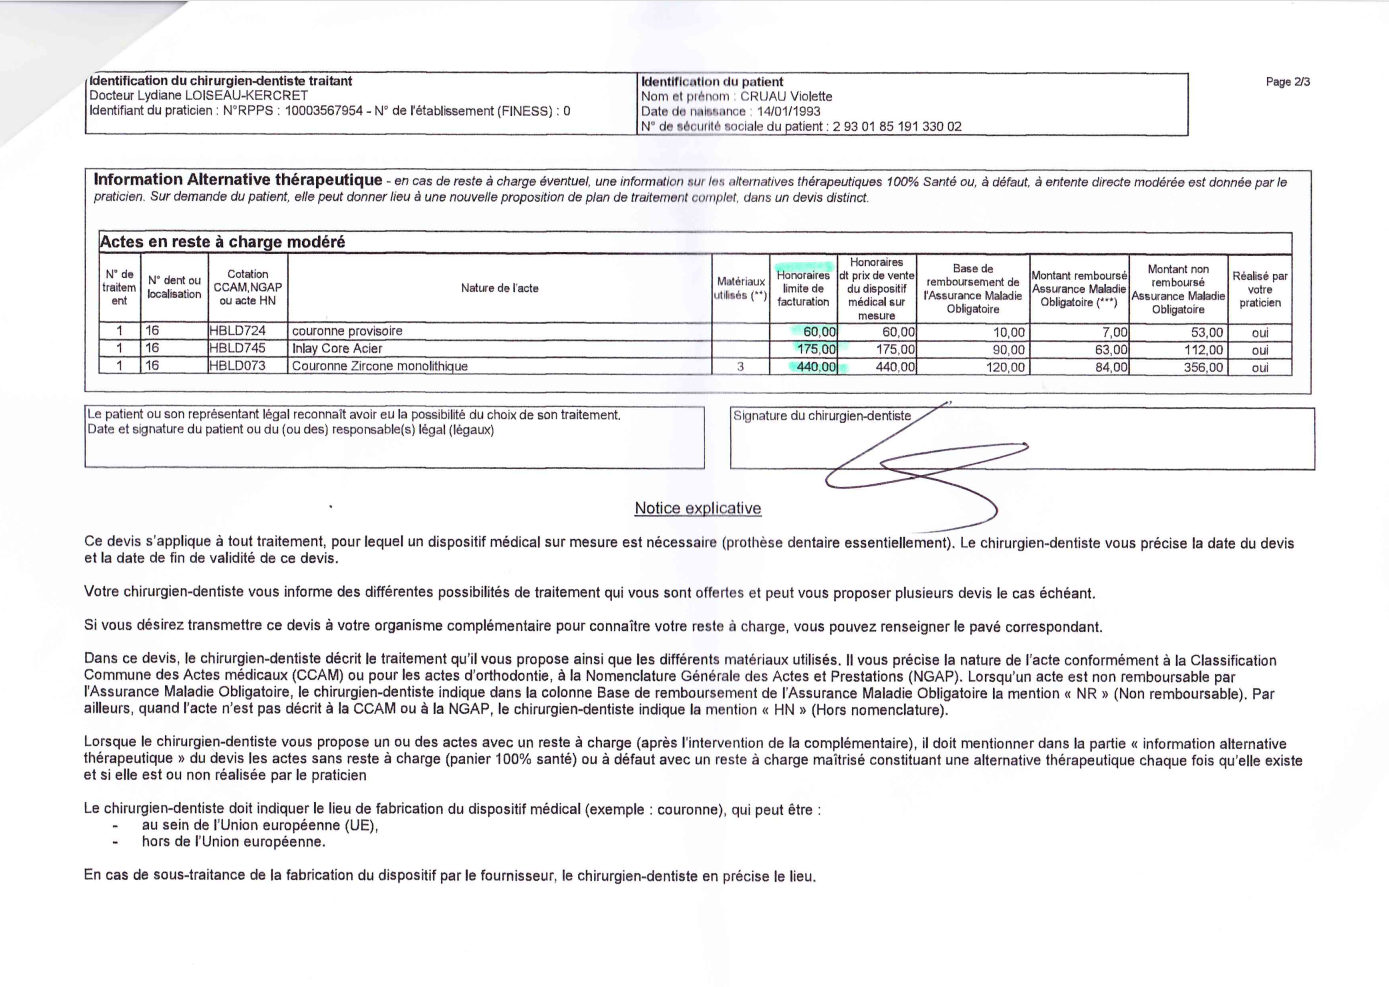 Identification du chirurgien-dentiste traitant
Docteur Lydiane LOISEAU-KERCRET
Identifiant du praticien : N°RPPS : 10003567954 - N° de l'établissement (FINESS) : 0
Identification du patient
Nom et prénom : CRUAU Violette
Date de naissance : 14/01/1993
N° de sécurité sociale du patient : 2 93 01 85 191 330 02
Page 2/3
Information Alternative thérapeutique - en cas de reste à charge éventuel, une information sur les alternatives thérapeutiques 100% Santé ou, à défaut, à entente directe modérée est donnée par le
praticien. Sur demande du patient, elle peut donner lieu à une nouvelle proposition de plan de traitement complet, dans un devis distinct.
Actes en reste à charge modéré
N° de
traitem
ent
N° dent ou
localisation
Cotation
CCAM,NGAP
ou acte HN
Nature de l'acte
Matériaux
utilisés (**)
Honoraires
limite de
facturation
Honoraires
dt prix de vente
du dispositif
médical sur
mesure
Base de
remboursement de
l'Assurance Maladie
Obligatoire
Montant remboursé
Assurance Maladie
Obligatoire (***)
Montant non
remboursé
Assurance Maladie
Obligatoire
Réalisé par
votre
praticien
1 16 HBLD724 couronne provisoire 60,00 60,00 10,00 7,00 53,00 oui
1 16 HBLD745 Inlay Core Acier 175,00 175,00 90,00 63,00 112,00 oui
1 16 HBLD073 Couronne Zircone monolithique 3 440,00 440,00 120,00 84,00 356,00 oui
Le patient ou son représentant légal reconnaît avoir eu la possibilité du choix de son traitement.
Date et signature du patient ou du (ou des) responsable(s) légal (légaux)
Signature du chirurgien-dentiste
Notice explicative
Ce devis s'applique à tout traitement, pour lequel un dispositif médical sur mesure est nécessaire (prothèse dentaire essentiellement). Le chirurgien-dentiste vous précise la date du devis
et la date de fin de validité de ce devis.
Votre chirurgien-dentiste vous informe des différentes possibilités de traitement qui vous sont offertes et peut vous proposer plusieurs devis le cas échéant.
Si vous désirez transmettre ce devis à votre organisme complémentaire pour connaître votre reste à charge, vous pouvez renseigner le pavé correspondant.
Dans ce devis, le chirurgien-dentiste décrit le traitement qu'il vous propose ainsi que les différents matériaux utilisés. Il vous précise la nature de l'acte conformément à la Classification
Commune des Actes médicaux (CCAM) ou pour les actes d'orthodontie, à la Nomenclature Générale des Actes et Prestations (NGAP). Lorsqu'un acte est non remboursable par
l'Assurance Maladie Obligatoire, le chirurgien-dentiste indique dans la colonne Base de remboursement de l'Assurance Maladie Obligatoire la mention « NR » (Non remboursable). Par
ailleurs, quand l'acte n'est pas décrit à la CCAM ou à la NGAP, le chirurgien-dentiste indique la mention « HN » (Hors nomenclature).
Lorsque le chirurgien-dentiste vous propose un ou des actes avec un reste à charge (après l'intervention de la complémentaire), il doit mentionner dans la partie « information alternative
thérapeutique » du devis les actes sans reste à charge (panier 100% santé) ou à défaut avec un reste à charge maîtrisé constituant une alternative thérapeutique chaque fois qu'elle existe
et si elle est ou non réalisée par le praticien
Le chirurgien-dentiste doit indiquer le lieu de fabrication du dispositif médical (exemple : couronne), qui peut être :
- au sein de l'Union européenne (UE),
- hors de l'Union européenne.
En cas de sous-traitance de la fabrication du dispositif par le fournisseur, le chirurgien-dentiste en précise le lieu.